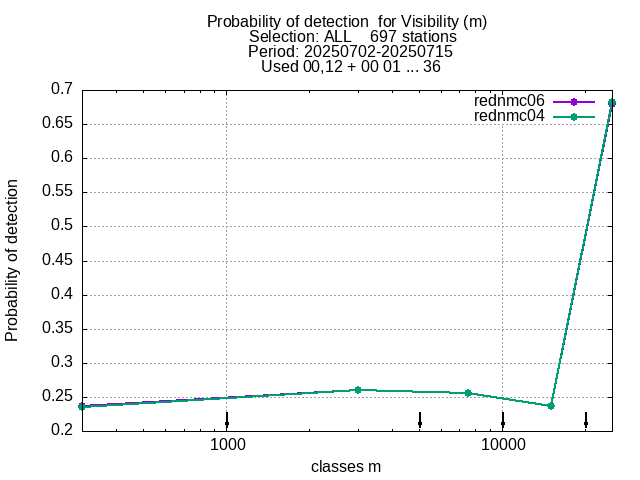 Probability of detection  for Visibility (m)
Selection: ALL    697 stations
Period: 20250702-20250715
Used 00,12 + 00 01 ... 36
rednmc06
rednmc04
0.7
0.65
0.6
0.55
0.5
0.45
0.4
0.35
0.3
0.25
0.2
Probability of detection
1000
10000
classes m